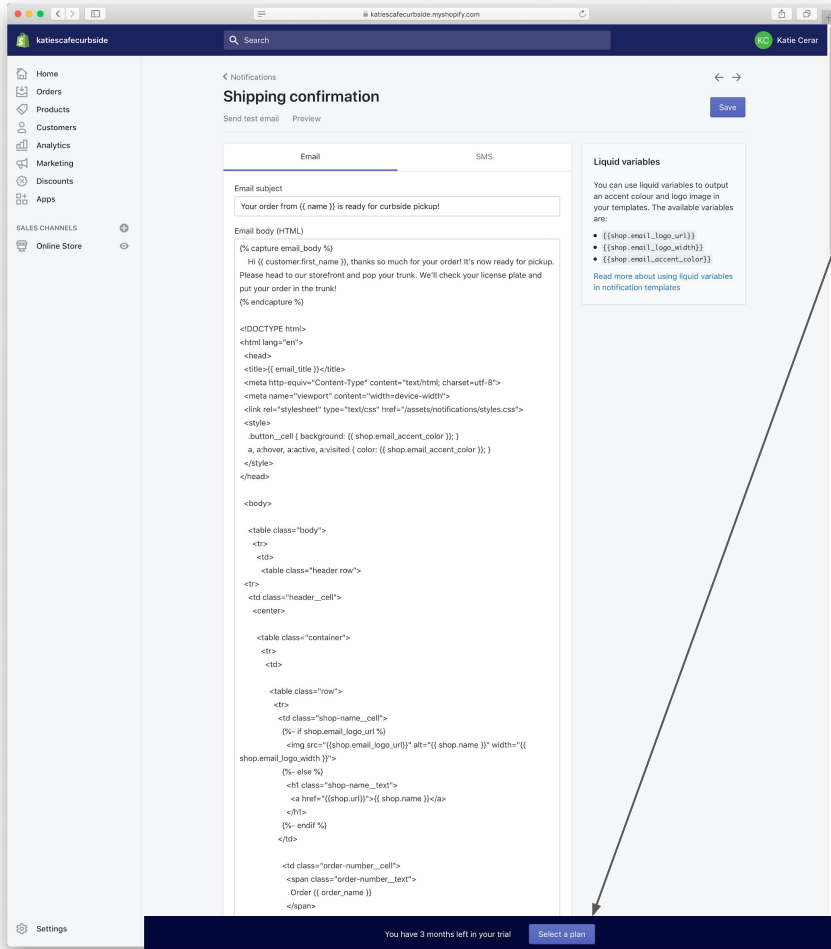 katiescafecurbside.myshopify.com
katiescafecurbside
Search
KC Katie Cerar
Home
Orders
Products
Customers
Analytics
Marketing
Discounts
Apps
SALES CHANNELS
Online Store
Settings
Notifications
Shipping confirmation
Send test email Preview
Save
Email SMS
Email subject
Your order from {{ name }} is ready for curbside pickup!
Email body (HTML)
{% capture email_body %}
Hi {{ customer.first_name }}, thanks so much for your order! It's now ready for pickup.
Please head to our storefront and pop your trunk. We'll check your license plate and
put your order in the trunk!
{% endcapture %}
<!DOCTYPE html>
<html lang="en">
<head>
<title>{{ email_title }}</title>
<meta http-equiv="Content-Type" content="text/html; charset=utf-8">
<meta name="viewport" content="width=device-width">
<link rel="stylesheet" type="text/css" href="/assets/notifications/styles.css">
<style>
.button__cell { background: {{ shop.email_accent_color }}; }
a, a:hover, a:active, a:visited { color: {{ shop.email_accent_color }}; }
</style>
</head>
<body>
<table class="body">
<tr>
<td>
<table class="header row">
<tr>
<td class="header__cell">
<center>
<table class="container">
<tr>
<td>
<table class="row">
<tr>
<td class="shop-name__cell">
{%- if shop.email_logo_url %}
<img src="{{shop.email_logo_url}}" alt="{{ shop.name }}" width="{{
shop.email_logo_width }}">
{%- else %}
<h1 class="shop-name__text">
<a href="{{shop.url}}">{{ shop.name }}</a>
</h1>
{%- endif %}
</td>
<td class="order-number__cell">
<span class="order-number__text">
Order {{ order_name }}
</span>
Liquid variables
You can use liquid variables to output
an accent colour and logo image in
your templates. The available variables
are:
{{shop.email_logo_url}}
{{shop.email_logo_width}}
{{shop.email_accent_color}}
Read more about using liquid variables
in notification templates
You have 3 months left in your trial Select a plan